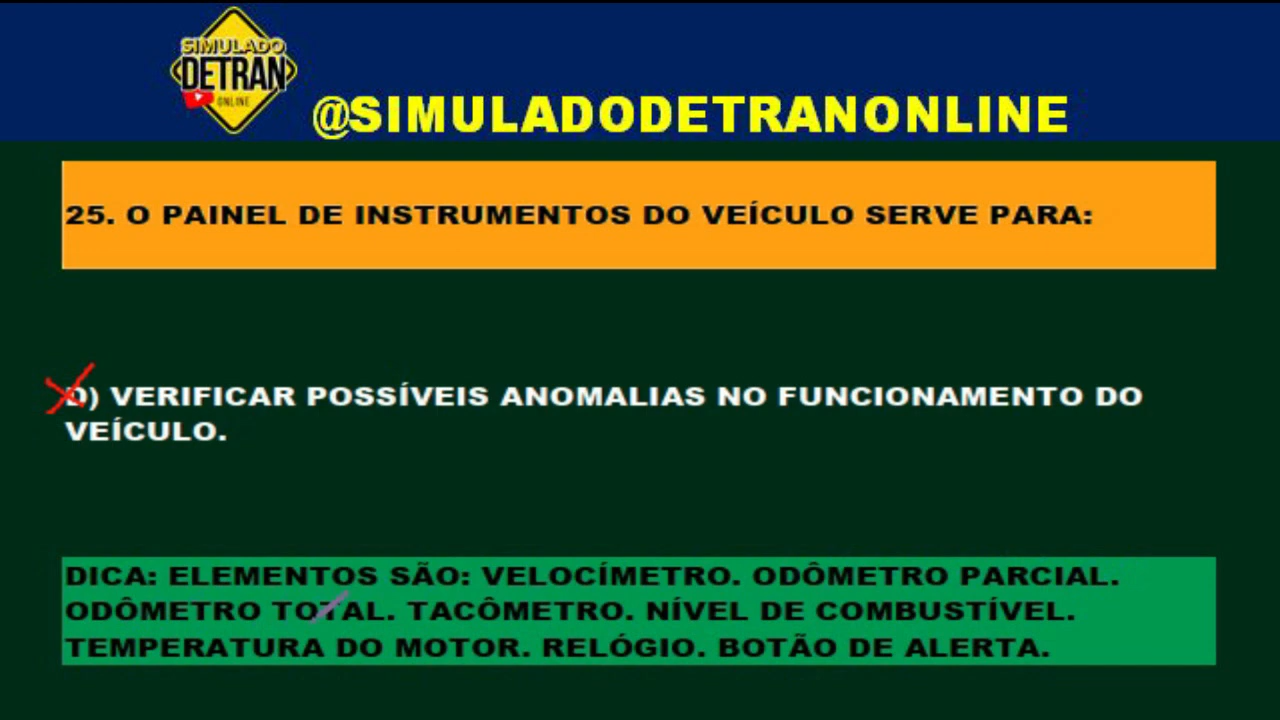 SIMULADO
DETRAN
ONLINE
@SIMULADODETRANONLINE
25. O PAINEL DE INSTRUMENTOS DO VEÍCULO SERVE PARA:
D) VERIFICAR POSSÍVEIS ANOMALIAS NO FUNCIONAMENTO DO
VEÍCULO.
DICA: ELEMENTOS SÃO: VELOCÍMETRO. ODÔMETRO PARCIAL.
ODÔMETRO TOTAL. TACÔMETRO. NÍVEL DE COMBUSTÍVEL.
TEMPERATURA DO MOTOR. RELÓGIO. BOTÃO DE ALERTA.